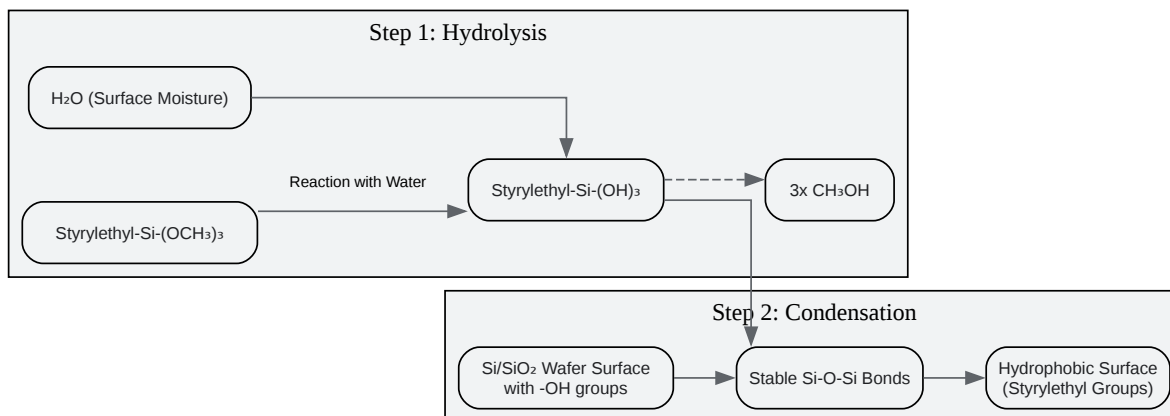 Step 1: Hydrolysis
H₂O (Surface Moisture)
Reaction with Water
Styrylethyl-Si-(OH)₃
3x CH₃OH
Styrylethyl-Si-(OCH₃)₃
Step 2: Condensation
Si/SiO₂ Wafer Surface
with -OH groups
Stable Si-O-Si Bonds
Hydrophobic Surface
(Styrylethyl Groups)